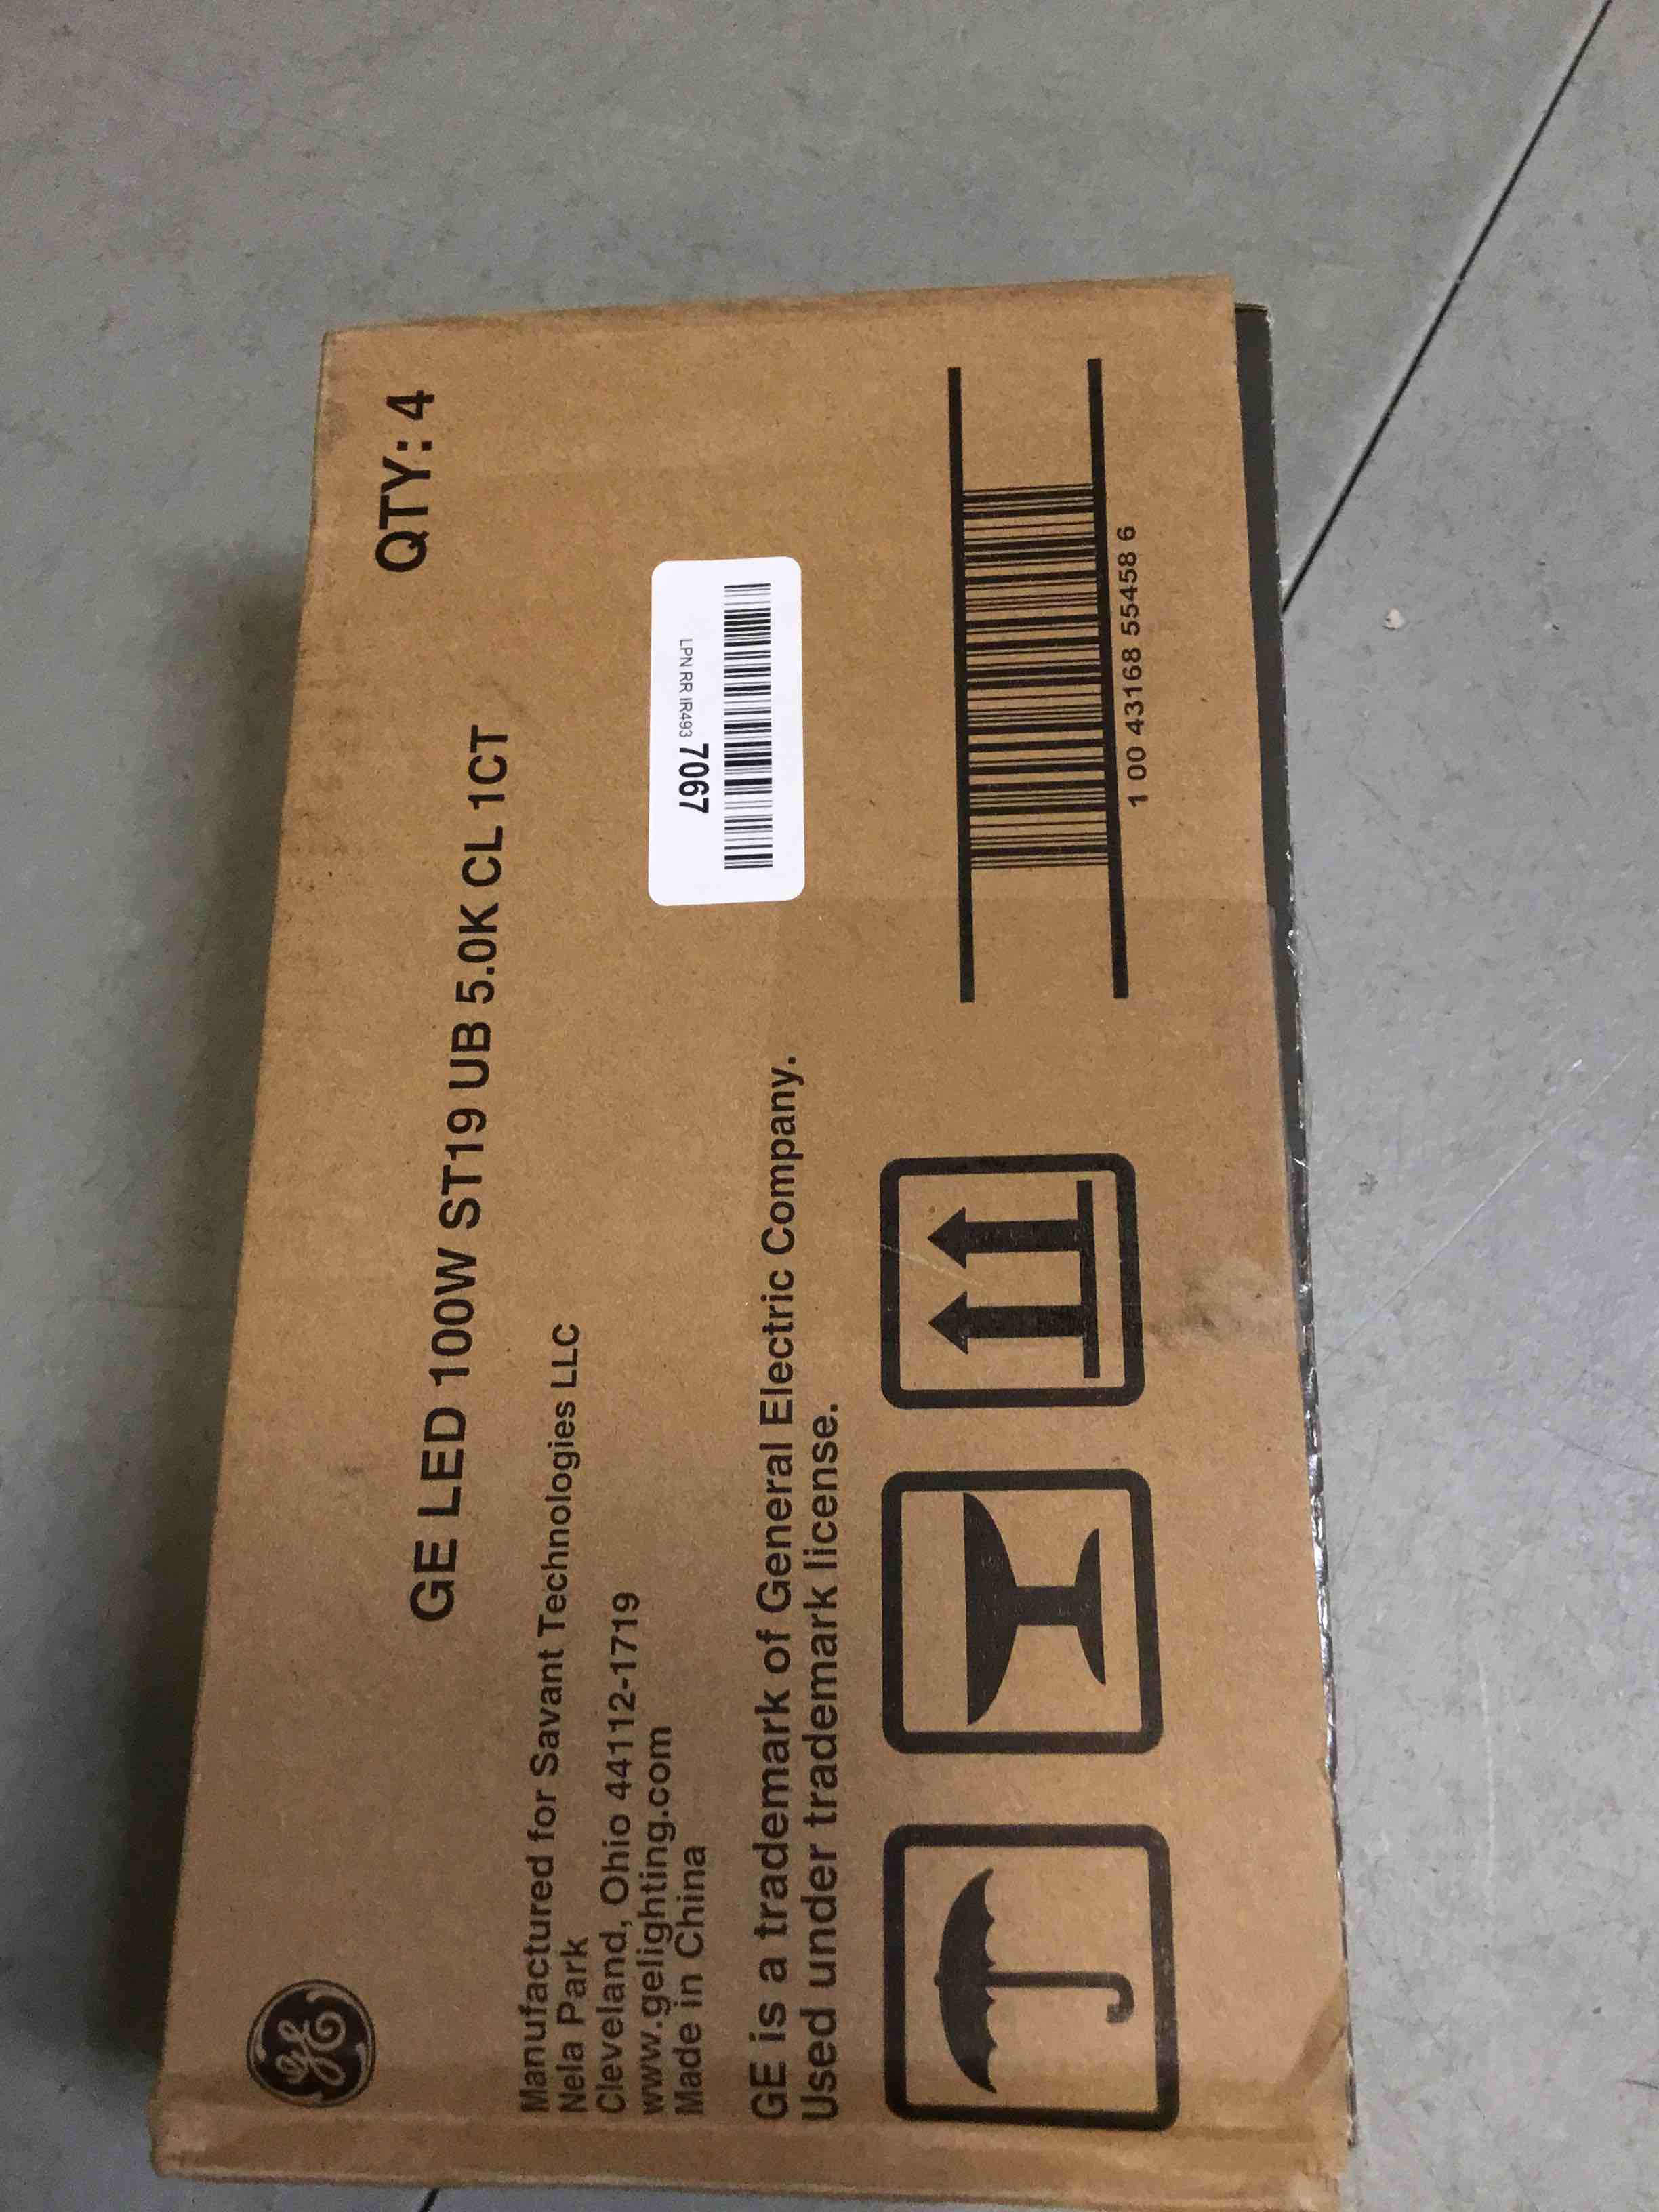 GE
QTY: 4
GE LED 100W ST19 UB 5.0K CL 1CT
Manufactured for Savant Technologies LLC
Nela Park
Cleveland, Ohio 44112-1719
www.gelighting.com
Made in China
LPN RR IR493 7067
GE is a trademark of General Electric Company.
Used under trademark license.
1 00 43168 55458 6